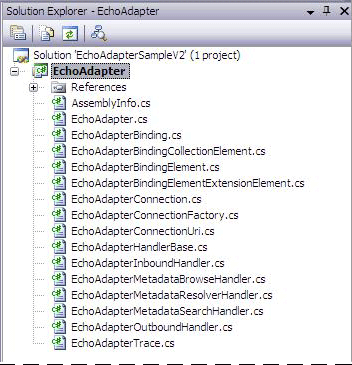 Solution Explorer - EchoAdapter
Solution 'EchoAdapterSampleV2' (1 project)
EchoAdapter
References
AssemblyInfo.cs
EchoAdapter.cs
EchoAdapterBinding.cs
EchoAdapterBindingCollectionElement.cs
EchoAdapterBindingElement.cs
EchoAdapterBindingElementExtensionElement.cs
EchoAdapterConnection.cs
EchoAdapterConnectionFactory.cs
EchoAdapterConnectionUri.cs
EchoAdapterHandlerBase.cs
EchoAdapterInboundHandler.cs
EchoAdapterMetadataBrowseHandler.cs
EchoAdapterMetadataResolverHandler.cs
EchoAdapterMetadataSearchHandler.cs
EchoAdapterOutboundHandler.cs
EchoAdapterTrace.cs